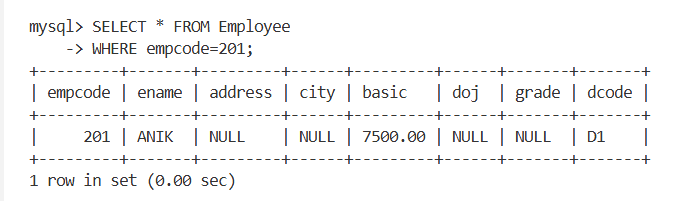 mysql> SELECT * FROM Employee
    -> WHERE empcode=201;
+---------+-------+---------+------+---------+------+-------+-------+
| empcode | ename | address | city | basic   | doj  | grade | dcode |
+---------+-------+---------+------+---------+------+-------+-------+
|     201 | ANIK  | NULL    | NULL | 7500.00 | NULL | NULL  | D1    |
+---------+-------+---------+------+---------+------+-------+-------+
1 row in set (0.00 sec)